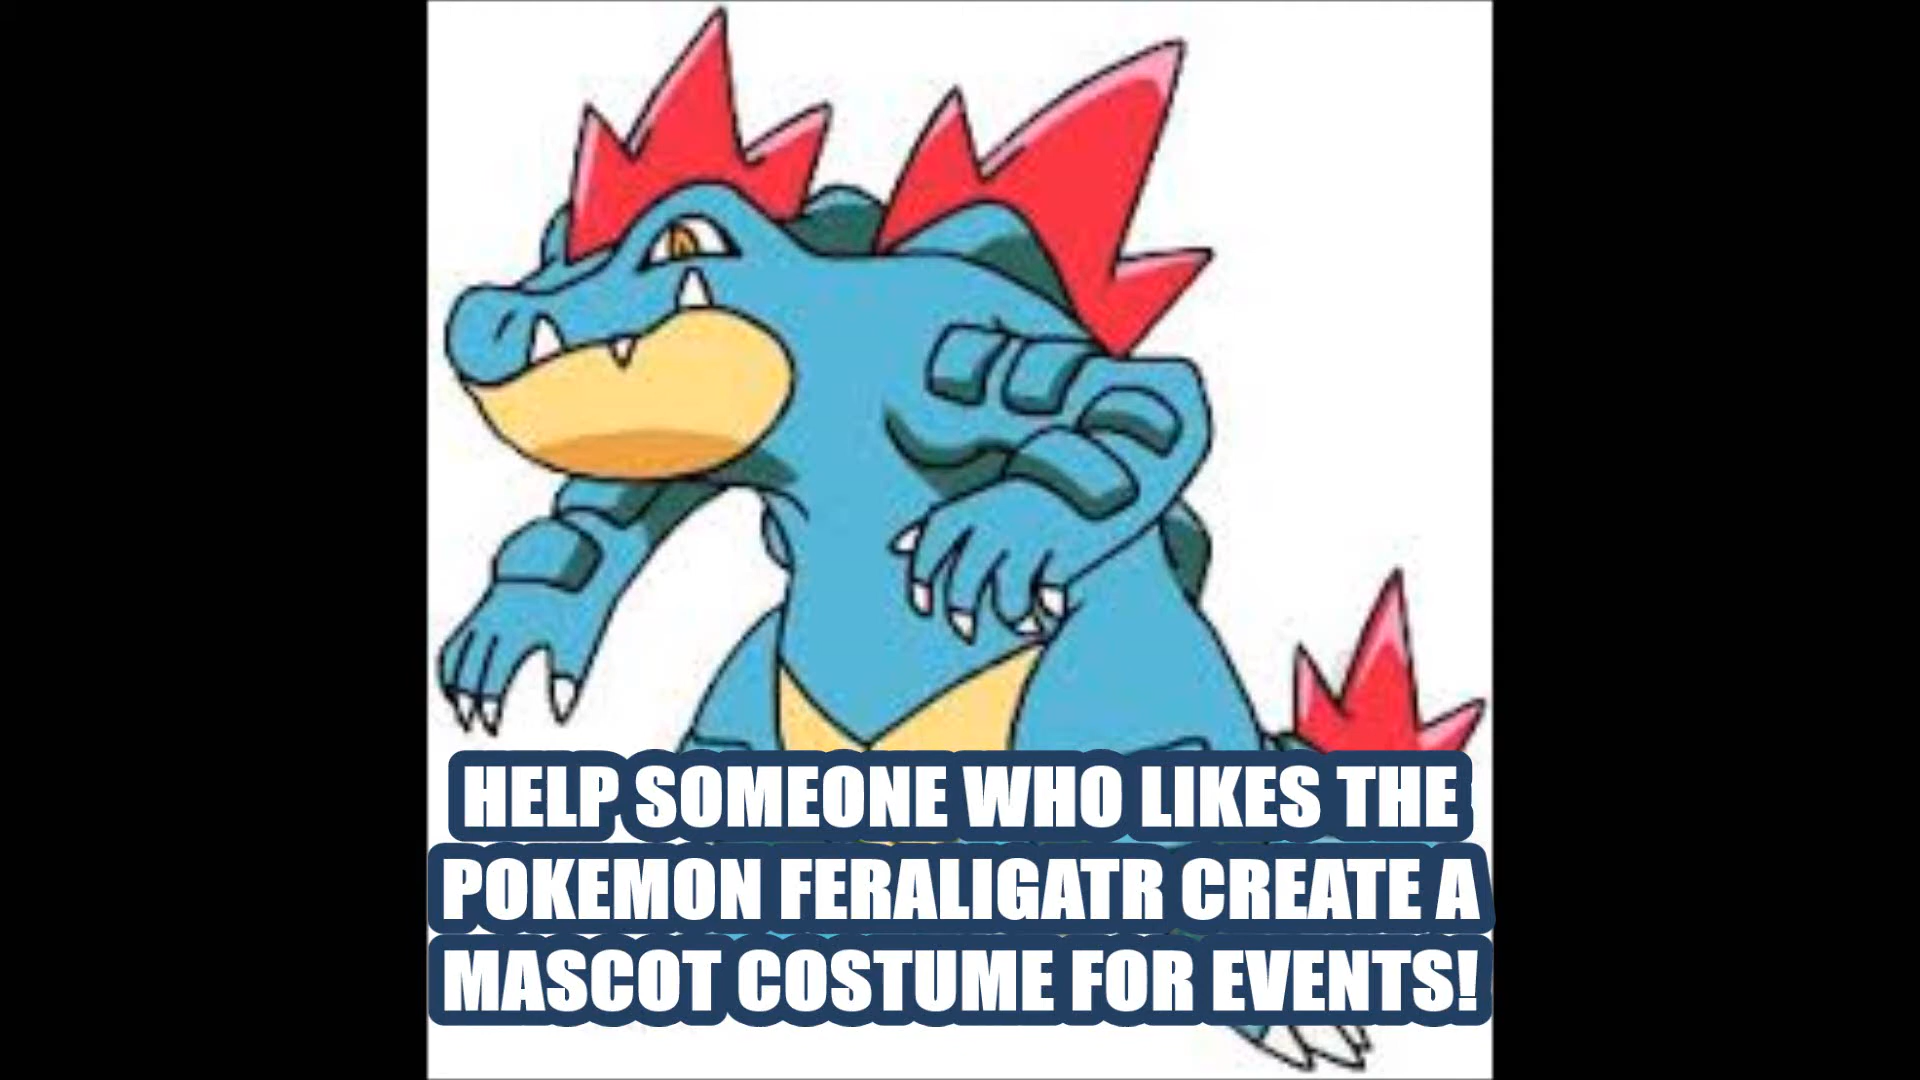 HELP SOMEONE WHO LIKES THE
POKEMON FERALIGATR CREATE A
MASCOT COSTUME FOR EVENTS!